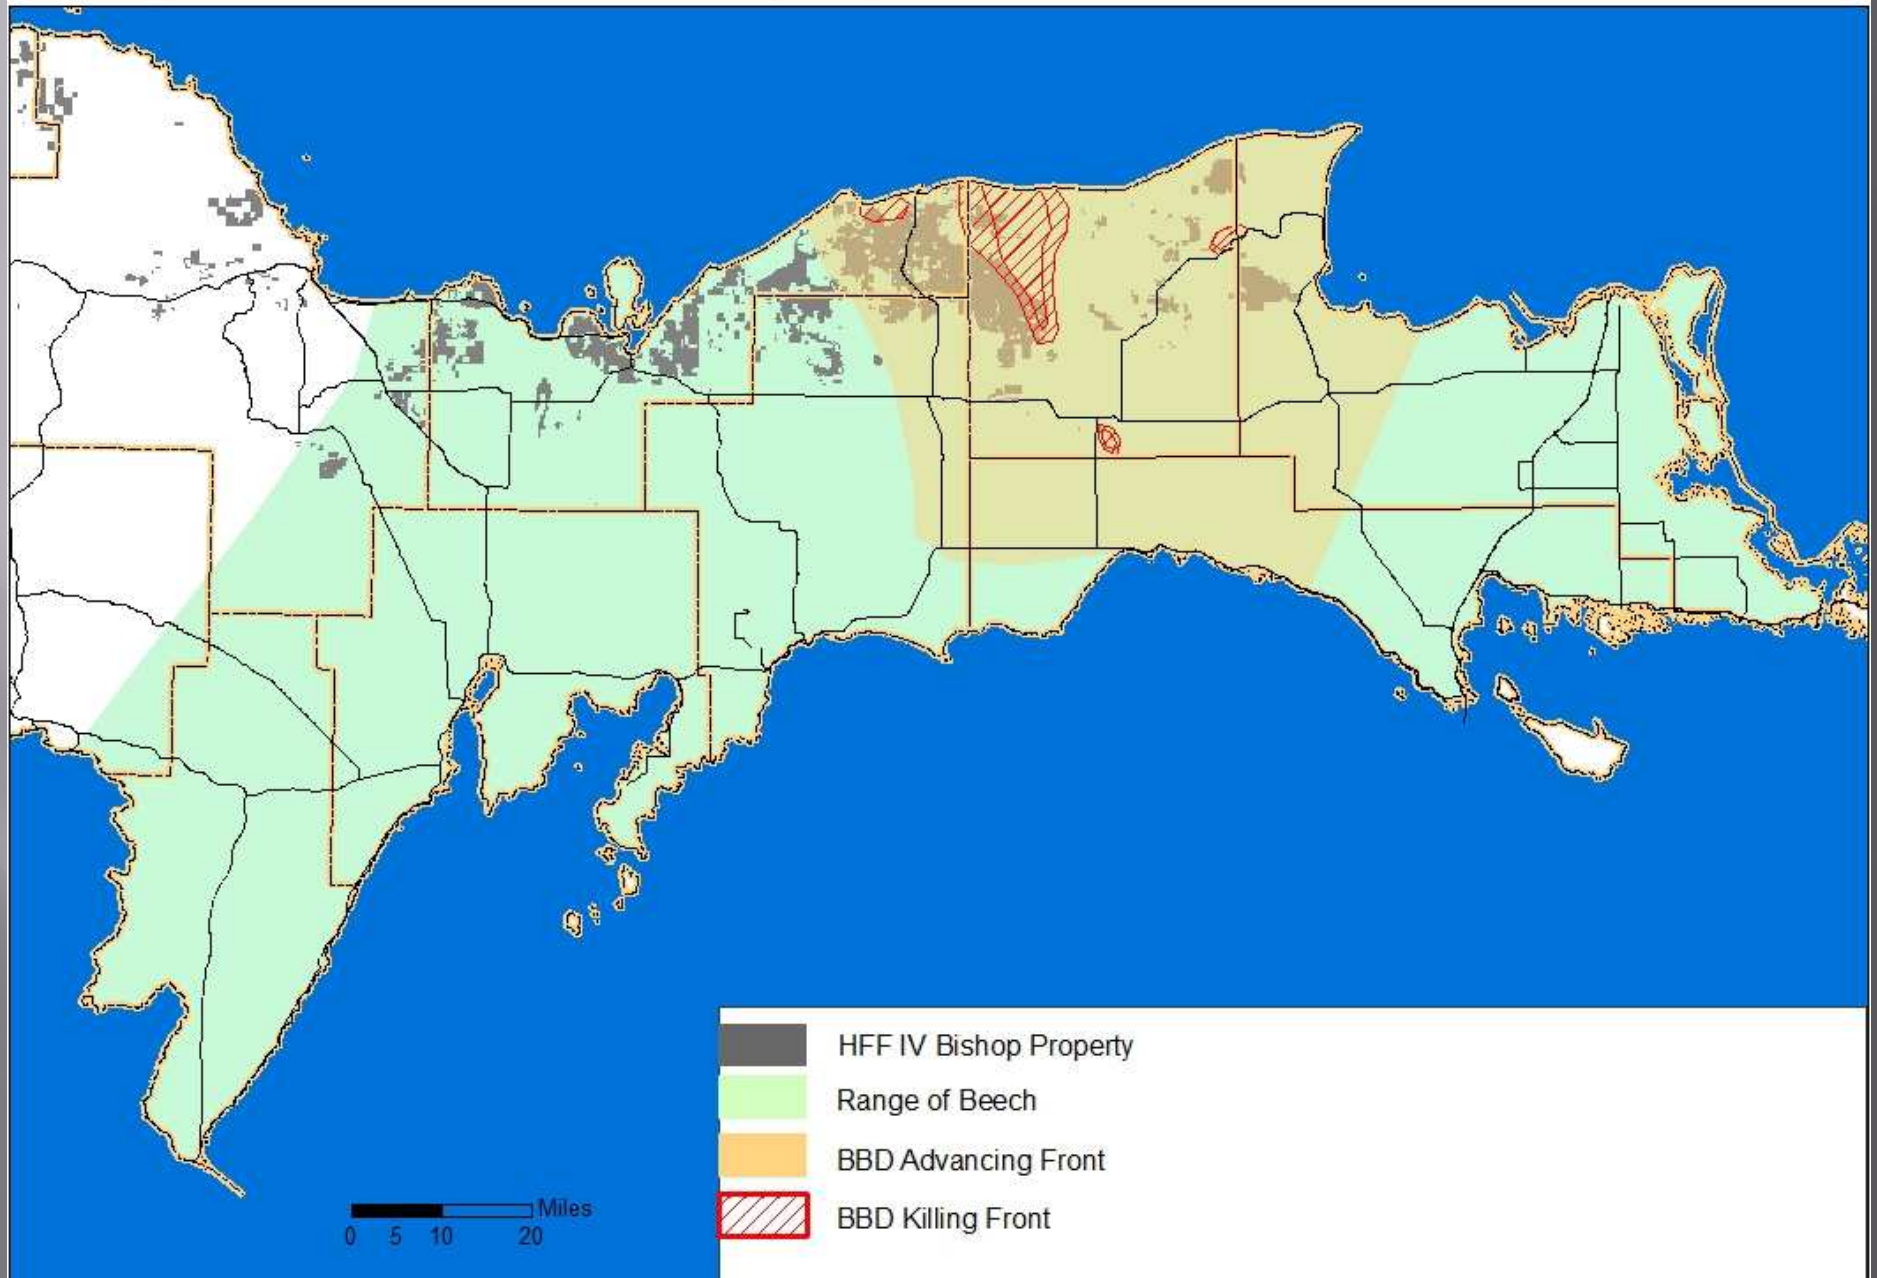 HFF IV Bishop Property
Range of Beech
BBD Advancing Front
BBD Killing Front
Miles
0 5 10 20